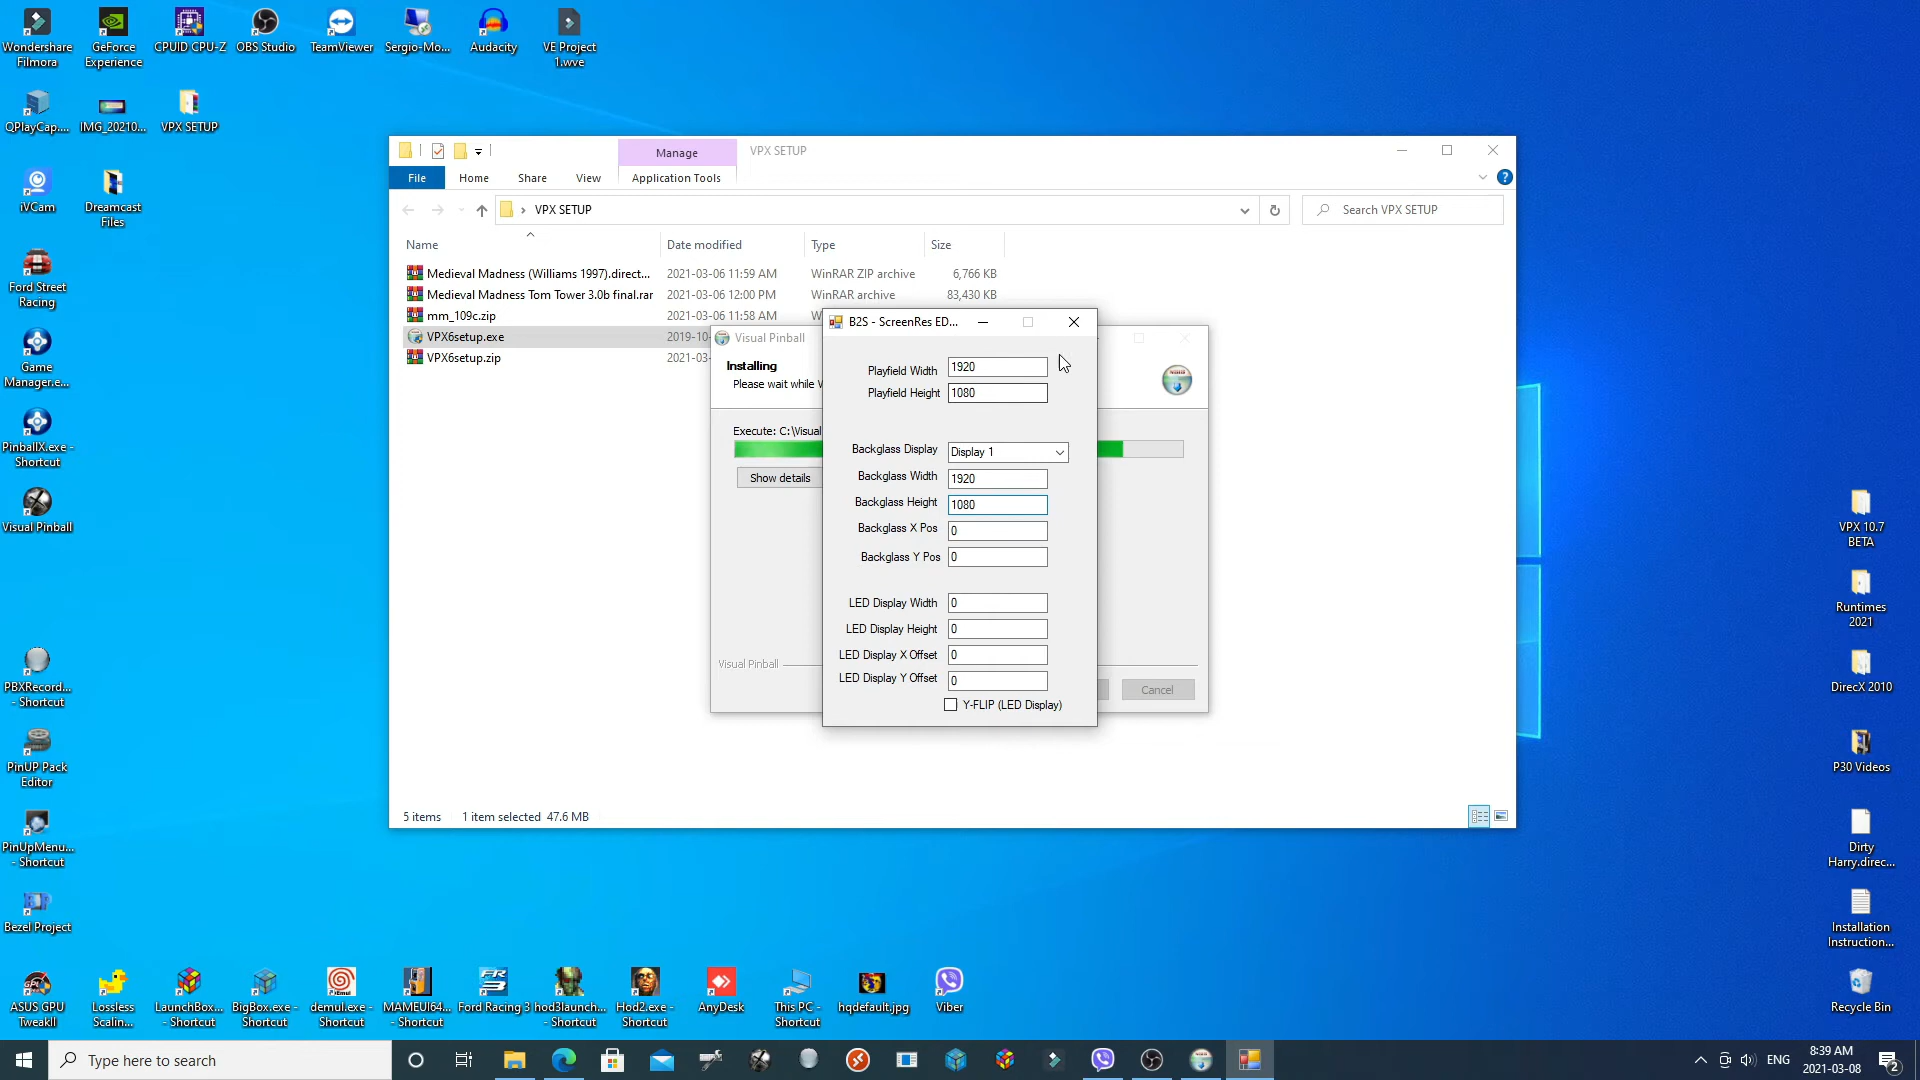 Wondershare
Filmora
GeForce
Experience
CPUID CPU-Z
OBS Studio
TeamViewer
Sergio-Mo...
Audacity
VE Project
1.wve
QPlayCap....
IMG_20210...
VPX SETUP
iVCam
Dreamcast
Files
Ford Street
Racing
Game
Manager.e...
PinballX.exe -
Shortcut
Visual Pinball
PBXRecord...
- Shortcut
PinUP Pack
Editor
PinUpMenu...
- Shortcut
Bezel Project
ASUS GPU
TweakII
Lossless
Scalin...
LaunchBox...
- Shortcut
BigBox.exe -
Shortcut
demul.exe -
Shortcut
MAMEUI64...
- Shortcut
Ford Racing 3
hod3launch...
- Shortcut
Hod2.exe -
Shortcut
AnyDesk
This PC -
Shortcut
hqdefault.jpg
Viber
VPX 10.7
BETA
Runtimes
2021
DirecX 2010
P30 Videos
Dirty
Harry.direc...
Installation
Instruction...
Recycle Bin
Manage
VPX SETUP
File
Home
Share
View
Application Tools
VPX SETUP
Search VPX SETUP
Name
Date modified
Type
Size
Medieval Madness (Williams 1997).direct...
2021-03-06 11:59 AM
WinRAR ZIP archive
6,766 KB
Medieval Madness Tom Tower 3.0b final.rar
2021-03-06 12:00 PM
WinRAR archive
83,430 KB
mm_109c.zip
2021-03-06 11:58 AM
VPX6setup.exe
2019-10-
VPX6setup.zip
2021-03-
5 items
1 item selected 47.6 MB
Visual Pinball
Installing
Please wait while V
Execute: C:\Visual
Show details
Visual Pinball
Cancel
B2S - ScreenRes ED...
Playfield Width 1920
Playfield Height 1080
Backglass Display Display 1
Backglass Width 1920
Backglass Height 1080
Backglass X Pos 0
Backglass Y Pos 0
LED Display Width 0
LED Display Height 0
LED Display X Offset 0
LED Display Y Offset 0
Y-FLIP (LED Display)
Type here to search
ENG
8:39 AM
2021-03-08
2